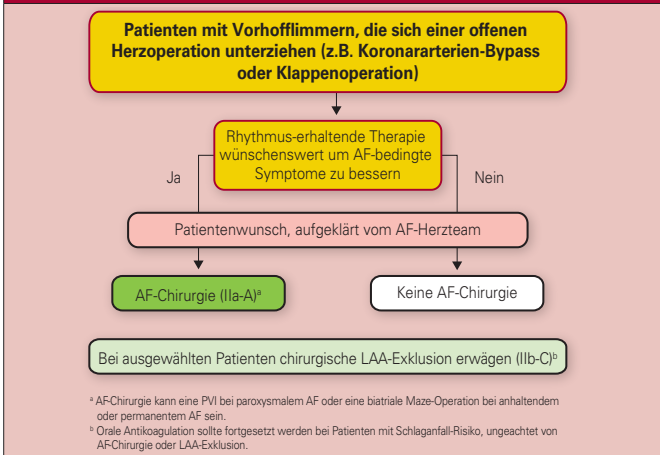 Patienten mit Vorhofflimmern, die sich einer offenen
Herzoperation unterziehen (z.B. Koronararterien-Bypass
oder Klappenoperation)
Rhythmus-erhaltende Therapie
wünschenswert um AF-bedingte
Symptome zu bessern
Ja
Nein
Patientenwunsch, aufgeklärt vom AF-Herzteam
AF-Chirurgie (IIa-A)ᵃ
Keine AF-Chirurgie
Bei ausgewählten Patienten chirurgische LAA-Exklusion erwägen (IIb-C)ᵇ
ᵃ AF-Chirurgie kann eine PVI bei paroxysmalem AF oder eine biatriale Maze-Operation bei anhaltendem
oder permanentem AF sein.
ᵇ Orale Antikoagulation sollte fortgesetzt werden bei Patienten mit Schlaganfall-Risiko, ungeachtet von
AF-Chirurgie oder LAA-Exklusion.